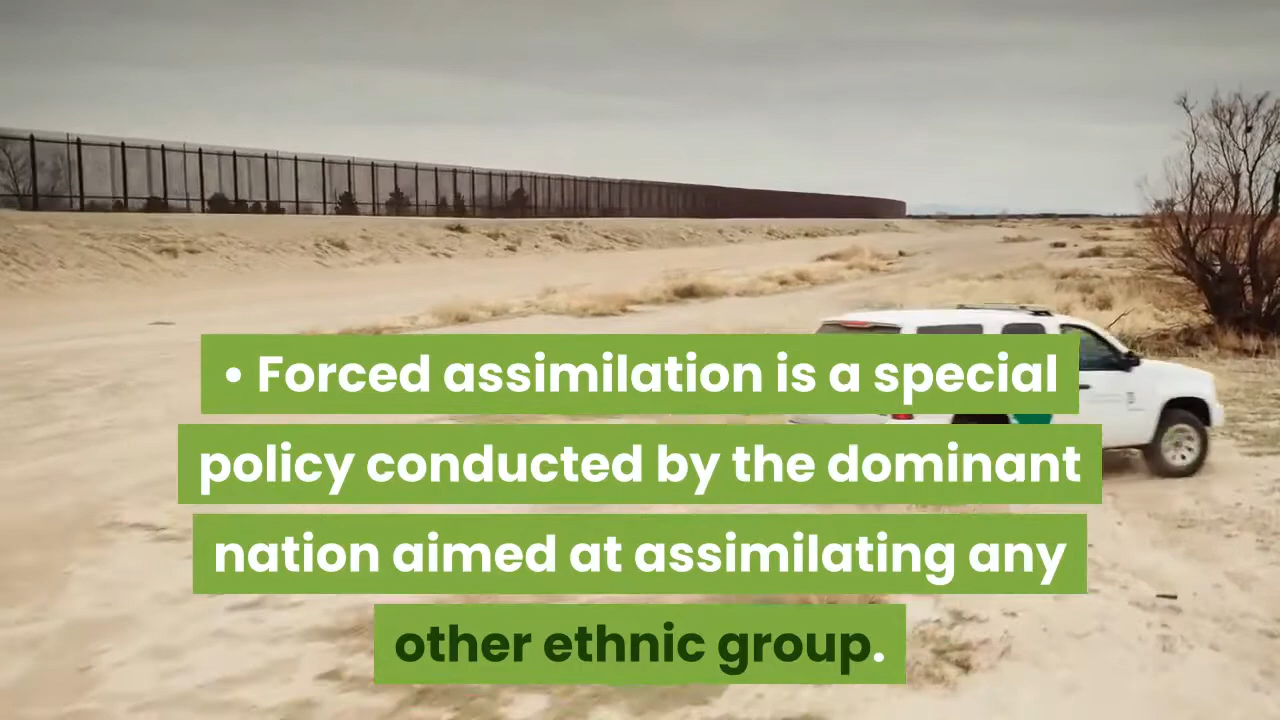 • Forced assimilation is a special
policy conducted by the dominant
nation aimed at assimilating any
other ethnic group.